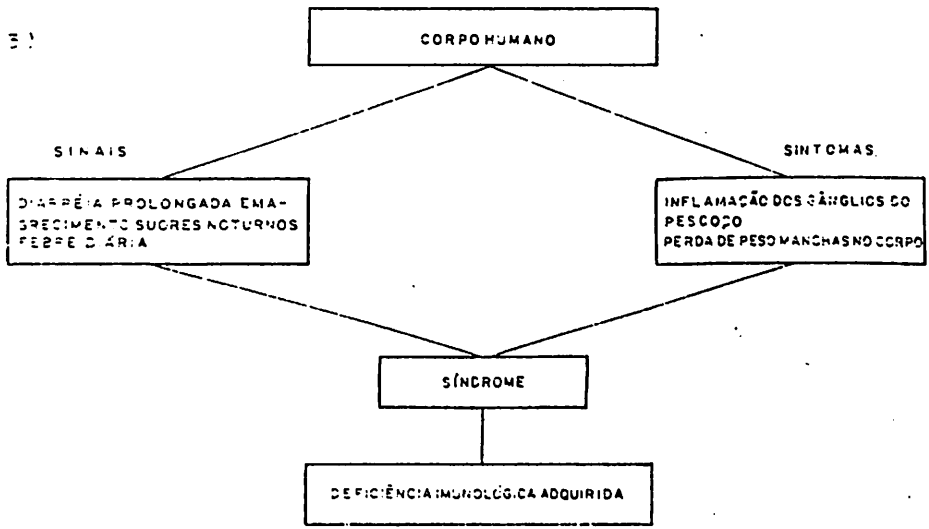 CORPO HUMANO
SINAIS
SINTOMAS
DIARRÉIA PROLONGADA EMA-
GRECIMENTO SUORES NOTURNOS
FEBRE DIÁRIA
INFLAMAÇÃO DOS GÂNGLIOS DO
PESCOÇO
PERDA DE PESO MANCHAS NO CORPO
SÍNDROME
DEFICIÊNCIA IMUNOLÓGICA ADQUIRIDA